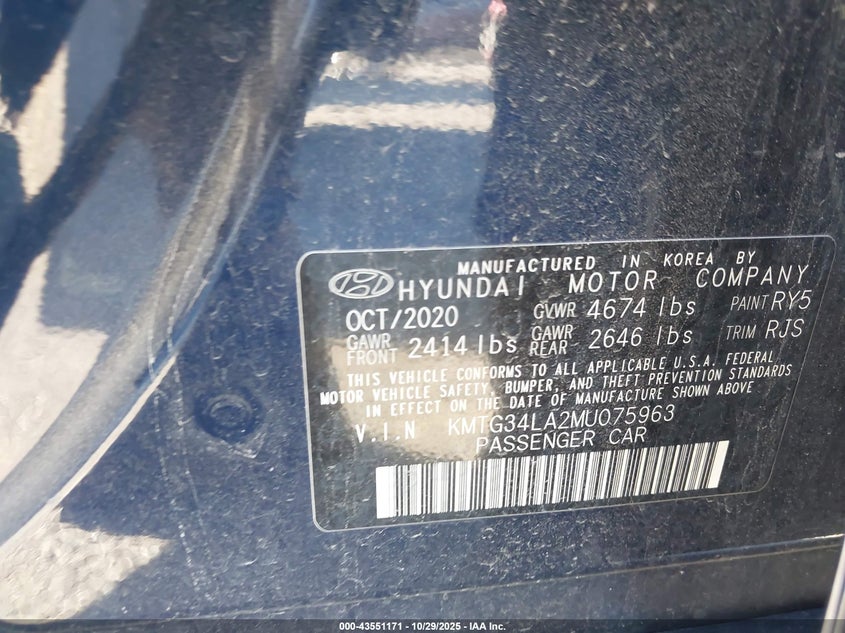 MANUFACTURED IN KOREA BY
HYUNDAI MOTOR COMPANY
OCT/2020 GVWR 4674 lbs PAINT RY5
GAWR FRONT 2414 lbs GAWR REAR 2646 lbs TRIM RJS
THIS VEHICLE CONFORMS TO ALL APPLICABLE U.S.A. FEDERAL
MOTOR VEHICLE SAFETY, BUMPER, AND THEFT PREVENTION STANDARDS
IN EFFECT ON THE DATE OF MANUFACTURE SHOWN ABOVE
V.I.N KMTG34LA2MU075963
PASSENGER CAR
000-43551171 - 10/29/2025 - IAA Inc.